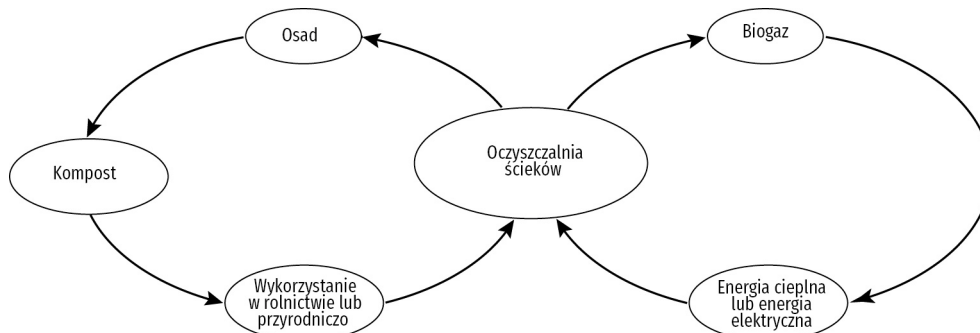 Osad
Biogaz
Oczyszczalnia
ścieków
Kompost
Wykorzystanie
w rolnictwie lub
przyrodniczo
Energia cieplna
lub energia
elektryczna